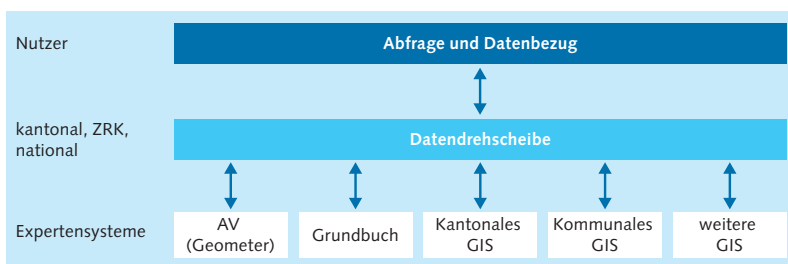 Nutzer
Abfrage und Datenbezug
kantonal, ZRK,
national
Datendrehscheibe
Expertensysteme
AV
(Geometer)
Grundbuch
Kantonales
GIS
Kommunales
GIS
weitere
GIS